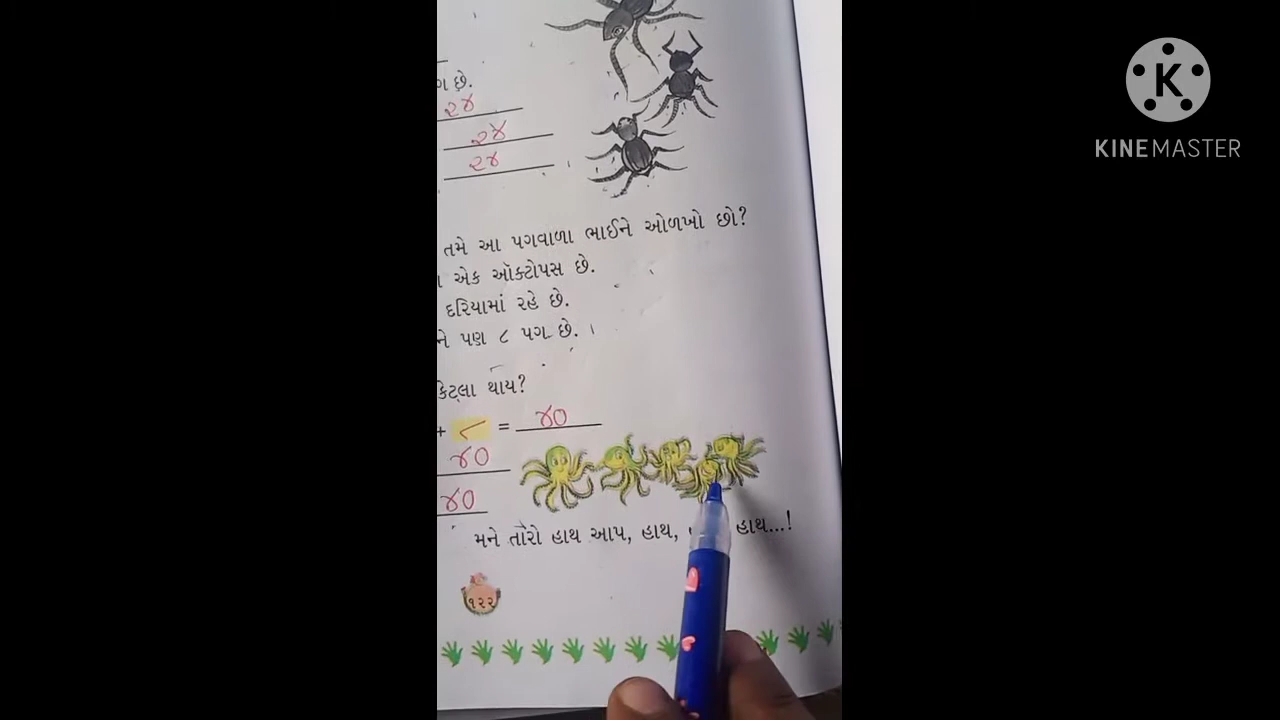 છે.
૨૪
૨૪
૨૪
તમે આ પગવાળા ભાઈને ઓળખો છો?
એક ઑક્ટોપસ છે.
દરિયામાં રહે છે.
ને પણ ૮ પગ છે.
કેટલા થાય?
+ ૮ = ૪૦
૪૦
૪૦
મને તારો હાથ આપ, હાથ, હાથ...!
૧૨૨
KINEMASTER